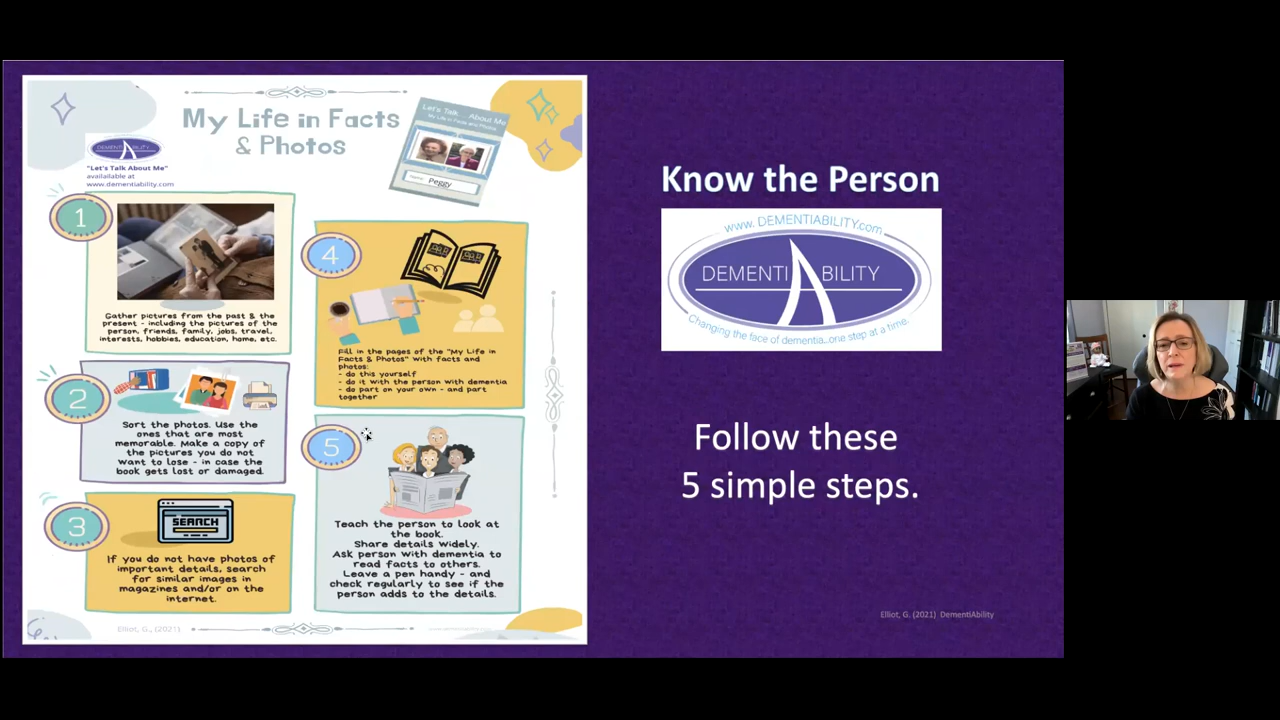 My Life in Facts
& Photos
DEMENTIABILITY
"Let's Talk About Me"
availalable at
www.dementiability.com
Let's Talk ... About Me
My Life in Facts and Photos
Peggy
1
Gather pictures from the past & the
present - including the pictures of the
person, friends, family, jobs, travel,
interests, hobbies, education, home, etc.
2
Sort the photos. Use the
ones that are most
memorable. Make a copy of
the pictures you do not
want to lose - in case the
book gets lost or damaged.
3
SEARCH
If you do not have photos of
important details, search
for similar images in
magazines and/or on the
internet.
4
Fill in the pages of the "My Life in
Facts & Photos" with facts and
photos:
- do this yourself
- do it with the person with dementia
- do part on your own - and part
together
5
Teach the person to look at
the book.
Share details widely.
Ask person with dementia to
read facts to others.
Leave a pen handy - and
check regularly to see if the
person adds to the details.
Elliot, G., (2021)
Know the Person
www.DEMENTIABILITY.com
DEMENTIABILITY
Changing the face of dementia...one step at a time.
Follow these
5 simple steps.
Elliot, G. (2021) DementiAbility